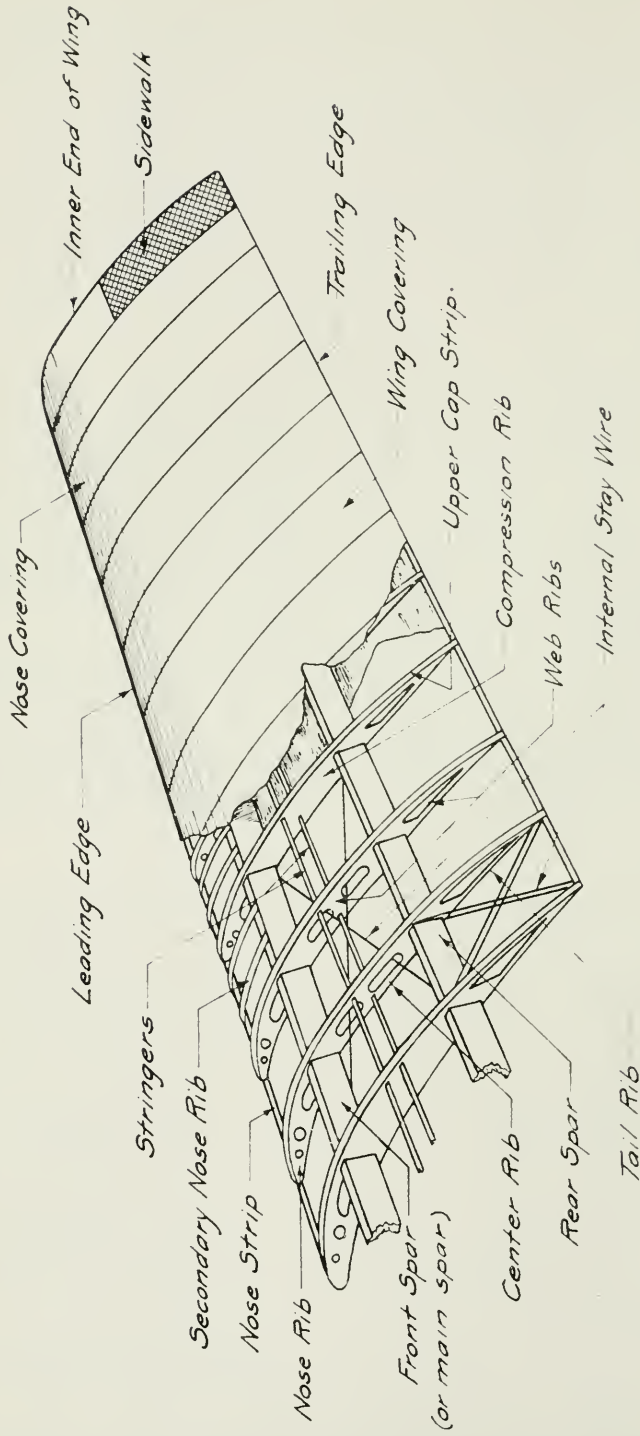 Nose Covering
Inner End of Wing
Sidewalk
Leading Edge
Trailing Edge
Stringers
Wing Covering
Secondary Nose Rib
Upper Cap Strip.
Nose Strip
Compression Rib
Nose Rib
Web Ribs
Front Spar
(or main spar)
Internal Stay Wire
Center Rib
Rear Spar
Tail Rib